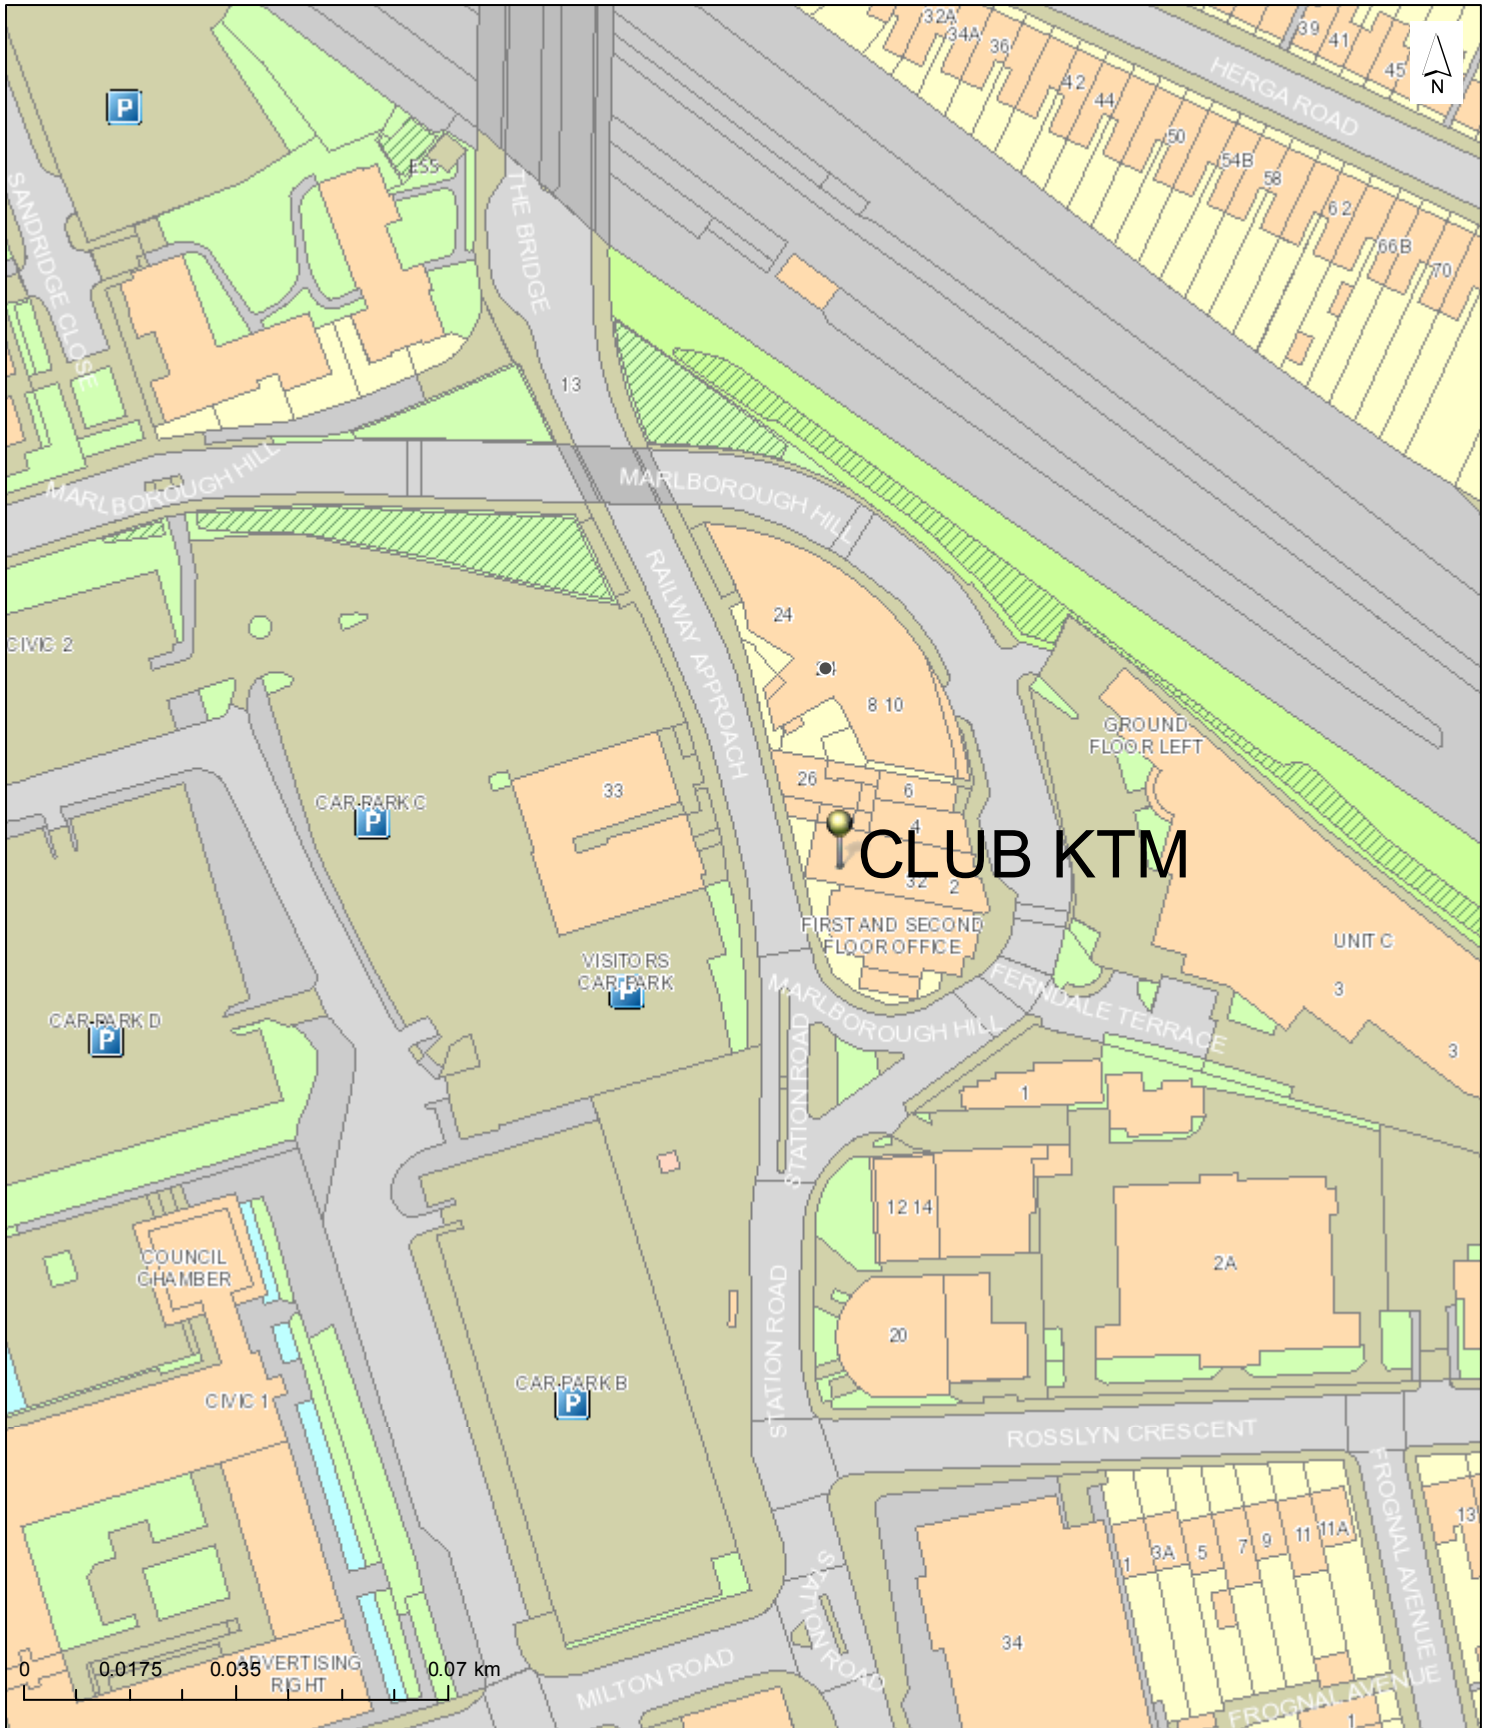 32A
34A
36
39
41
45
N
HERGA ROAD
42
44
50
54B
58
62
66B
70
P
ESS
SANDRIDGE CLOSE
THE BRIDGE
13
MARLBOROUGH HILL
MARLBOROUGH HILL
RAILWAY APPROACH
24
CIVIC 2
8 10
GROUND
FLOOR LEFT
26
6
33
CAR PARK C
P
4
CLUB KTM
32
2
FIRST AND SECOND
FLOOR OFFICE
UNIT C
3
VISITORS
CAR PARK
P
MARLBOROUGH HILL
FERNDALE TERRACE
CAR PARK D
P
STATION ROAD
3
1
12 14
COUNCIL
CHAMBER
2A
STATION ROAD
20
CAR PARK B
P
CIVIC 1
ROSSLYN CRESCENT
FROGNAL AVENUE
1
3A
5
7
9
11
11A
13
STATION ROAD
34
ADVERTISING
RIGHT
MILTON ROAD
FROGNAL AVENUE
1
0
0.0175
0.035
0.07 km